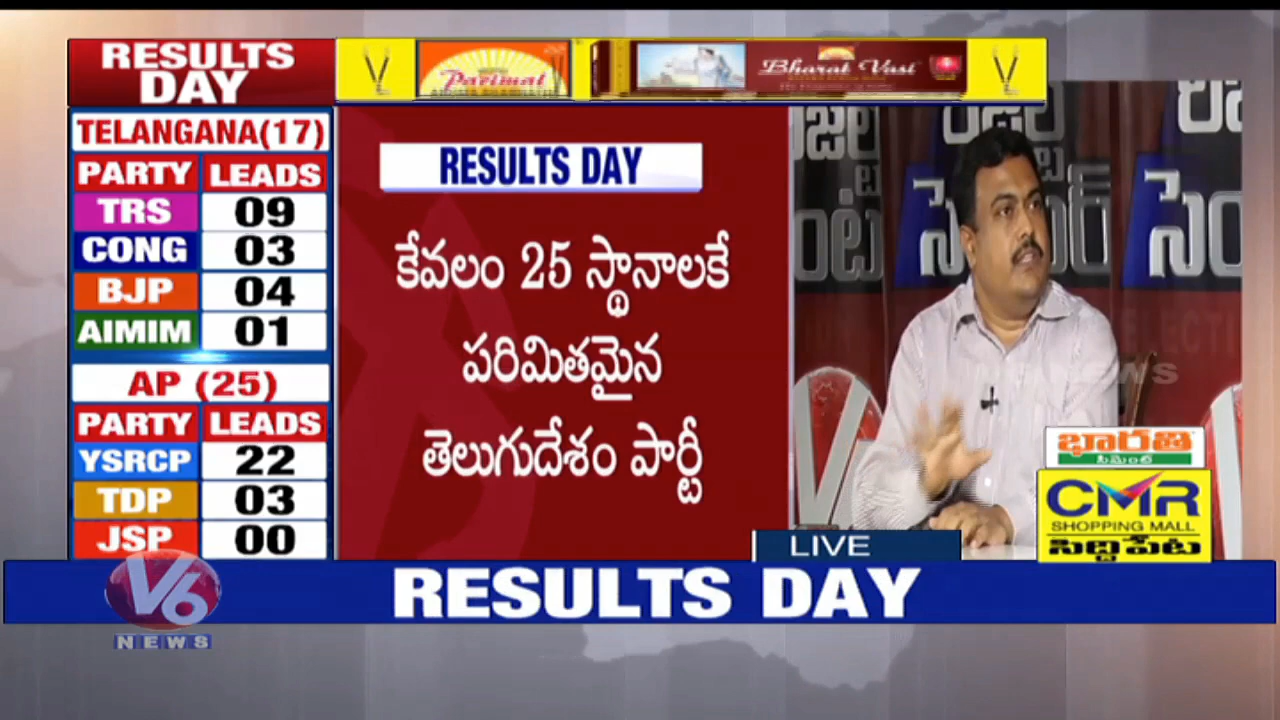 RESULTS
DAY
Parimal
Bharat Vasi
TELANGANA(17)
PARTY LEADS
TRS 09
CONG 03
BJP 04
AIMIM 01
AP (25)
PARTY LEADS
YSRCP 22
TDP 03
JSP 00
RESULTS DAY
కేవలం 25 స్థానాలకే
పరిమితమైన
తెలుగుదేశం పార్టీ
భారతి
సిమెంట్
CMR
SHOPPING MALL
సిద్దిపేట
LIVE
RESULTS DAY
V6
NEWS